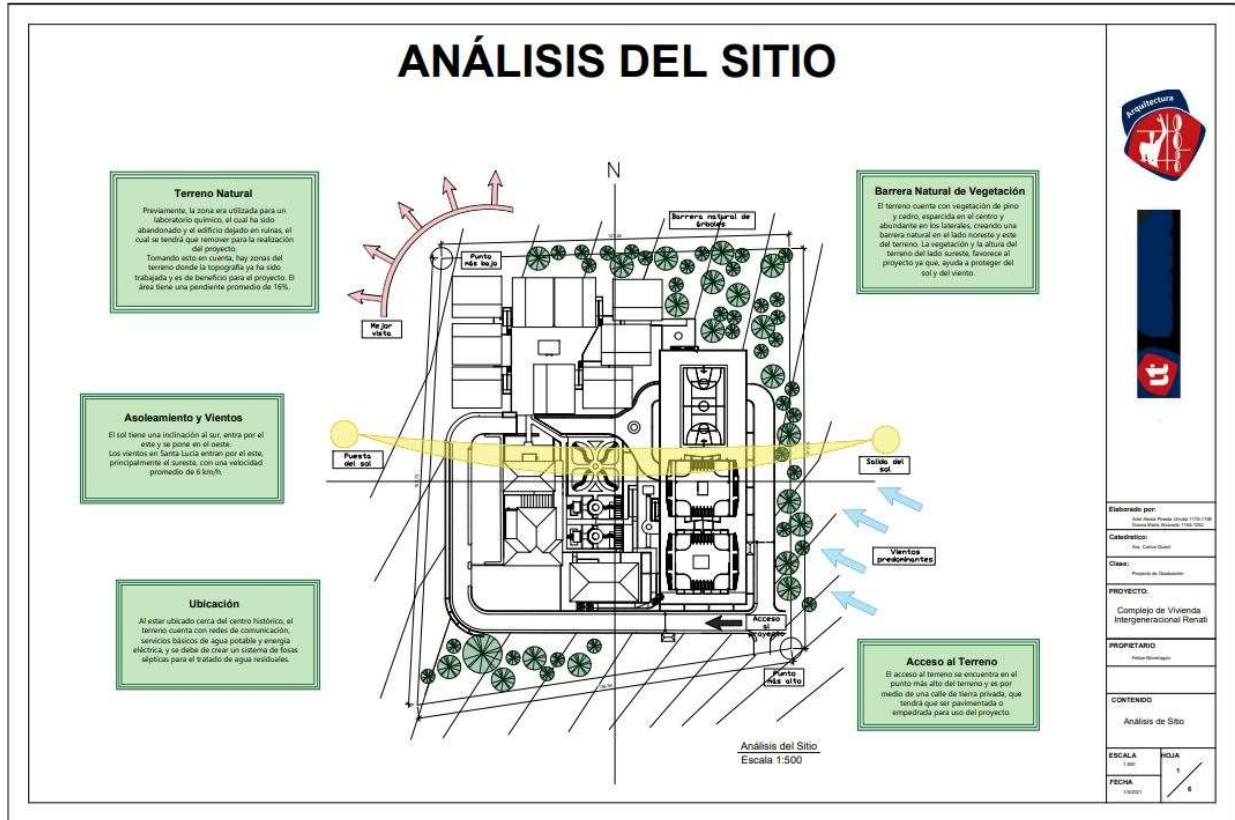 ANÁLISIS DEL SITIO
Terreno Natural
Previamente, la zona era utilizada para un
laboratorio químico, el cual ha sido
abandonado y el edificio dejado en ruinas, el
cual se tendrá que remover para la realización
del proyecto.
Tomando esto en cuenta, hay zonas del
terreno donde la topografía ya ha sido
trabajada y es de beneficio para el proyecto. El
área tiene una pendiente promedio de 16%.
Asoleamiento y Vientos
El sol tiene una inclinación al sur, entra por el
este y se pone en el oeste.
Los vientos en Santa Lucía entran por el este,
principalmente el sureste, con una velocidad
promedio de 6 km/h.
Ubicación
Al estar ubicado cerca del centro histórico, el
terreno cuenta con redes de comunicación,
servicios básicos de agua potable y energía
eléctrica, y se debe de crear un sistema de fosas
sépticas para el tratado de agua residuales.
N
Barrera natural de
árboles
Punto
más bajo
Mejor
vista
Puesta
del sol
Salida del
sol
Vientos
predominantes
Acceso
al
proyecto
Punto
más alto
Análisis del Sitio
Escala 1:500
Barrera Natural de Vegetación
El terreno cuenta con vegetación de pino
y cedro, esparcida en el centro y
abundante en los laterales, creando una
barrera natural en el lado noreste y este
del terreno. La vegetación y la altura del
terreno del lado sureste, favorece al
proyecto ya que, ayuda a proteger del
sol y del viento.
Acceso al Terreno
El acceso al terreno se encuentra en el
punto más alto del terreno y es por
medio de una calle de tierra privada, que
tendrá que ser pavimentada o
empedrada para uso del proyecto.
Arquitectura
ut
Elaborado por:
Catedratico:
Clase:
Proyecto de Graduación
PROYECTO:
Complejo de Vivienda
Intergeneracional Renati
PROPIETARIO
CONTENIDO
Análisis de Sitio
ESCALA
1:500
HOJA
1
6
FECHA